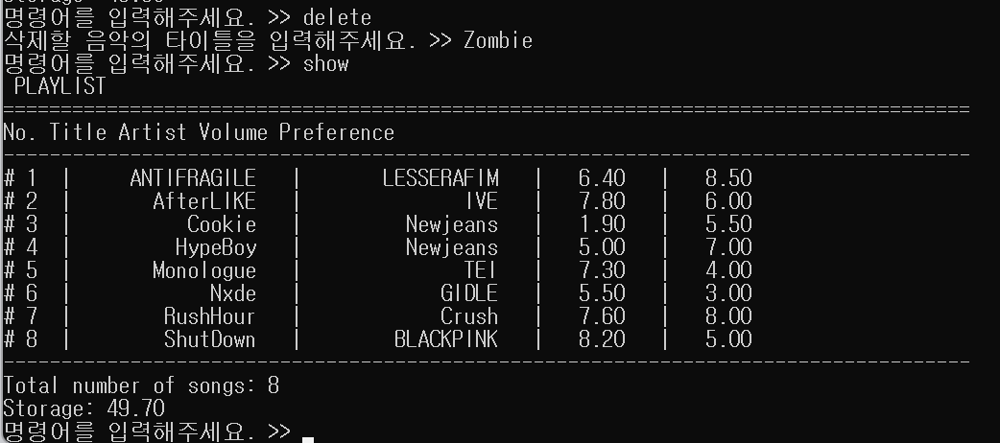 명령어를 입력해주세요. >> delete
삭제할 음악의 타이틀을 입력해주세요. >> Zombie
명령어를 입력해주세요. >> show
PLAYLIST
================================================================================
No. Title Artist Volume Preference
--------------------------------------------------------------------------------
# 1 | ANTIFRAGILE | LESSERAFIM | 6.40 | 8.50
# 2 | AfterLIKE | IVE | 7.80 | 6.00
# 3 | Cookie | Newjeans | 1.90 | 5.50
# 4 | HypeBoy | Newjeans | 5.00 | 7.00
# 5 | Monologue | TEI | 7.30 | 4.00
# 6 | Nxde | GIDLE | 5.50 | 3.00
# 7 | RushHour | Crush | 7.60 | 8.00
# 8 | ShutDown | BLACKPINK | 8.20 | 5.00
--------------------------------------------------------------------------------
Total number of songs: 8
Storage: 49.70
명령어를 입력해주세요. >>